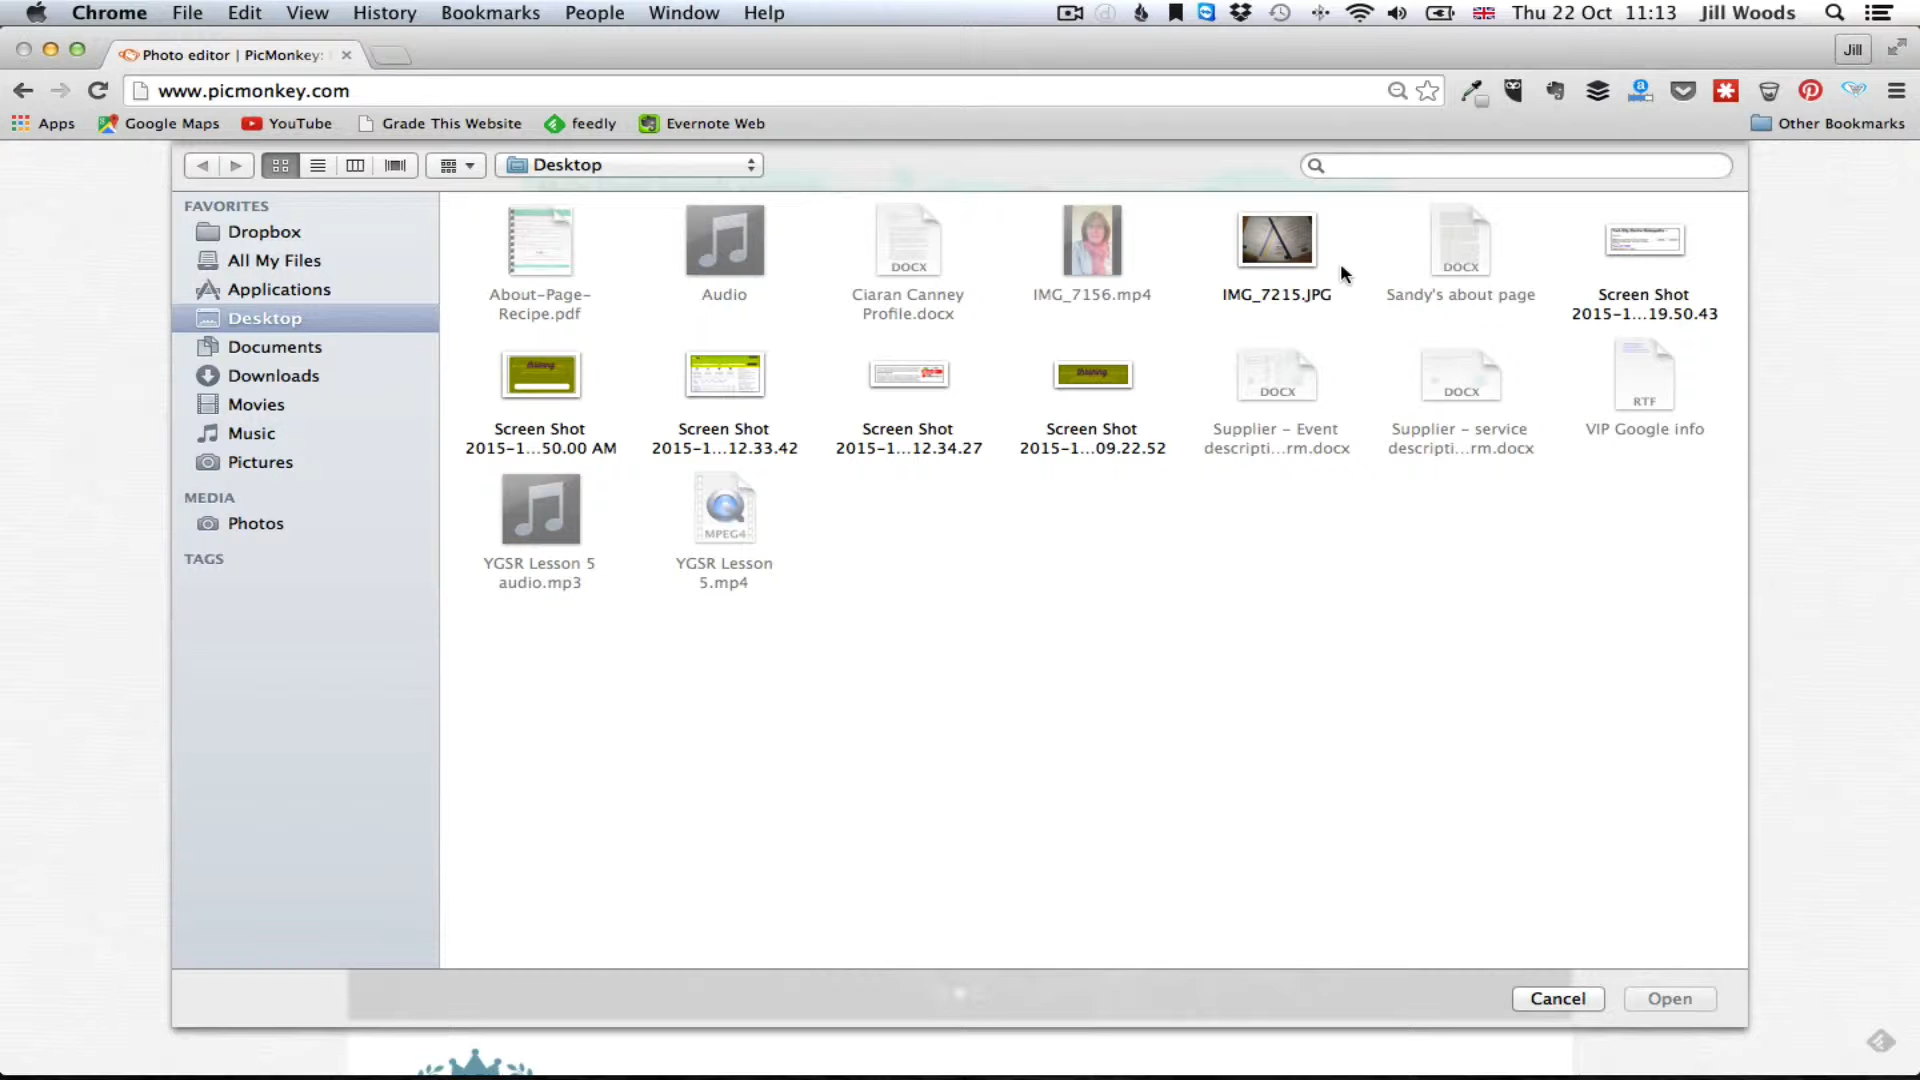 Chrome File Edit View History Bookmarks People Window Help Thu 22 Oct 11:13 Jill Woods
Photo editor | PicMonkey: Jill
www.picmonkey.com
Apps Google Maps YouTube Grade This Website feedly Evernote Web Other Bookmarks
Desktop
FAVORITES
Dropbox
All My Files
Applications
Desktop
Documents
Downloads
Movies
Music
Pictures
MEDIA
Photos
TAGS
DOCX DOCX
About-Page- Audio Ciaran Canney IMG_7156.mp4 IMG_7215.JPG Sandy's about page Screen Shot
Recipe.pdf Profile.docx 2015-1...19.50.43
DOCX DOCX RTF
Screen Shot Screen Shot Screen Shot Screen Shot Supplier – Event Supplier – service VIP Google info
2015-1...50.00 AM 2015-1...12.33.42 2015-1...12.34.27 2015-1...09.22.52 descripti...rm.docx descripti...rm.docx
MPEG4
YGSR Lesson 5 YGSR Lesson
audio.mp3 5.mp4
Cancel Open